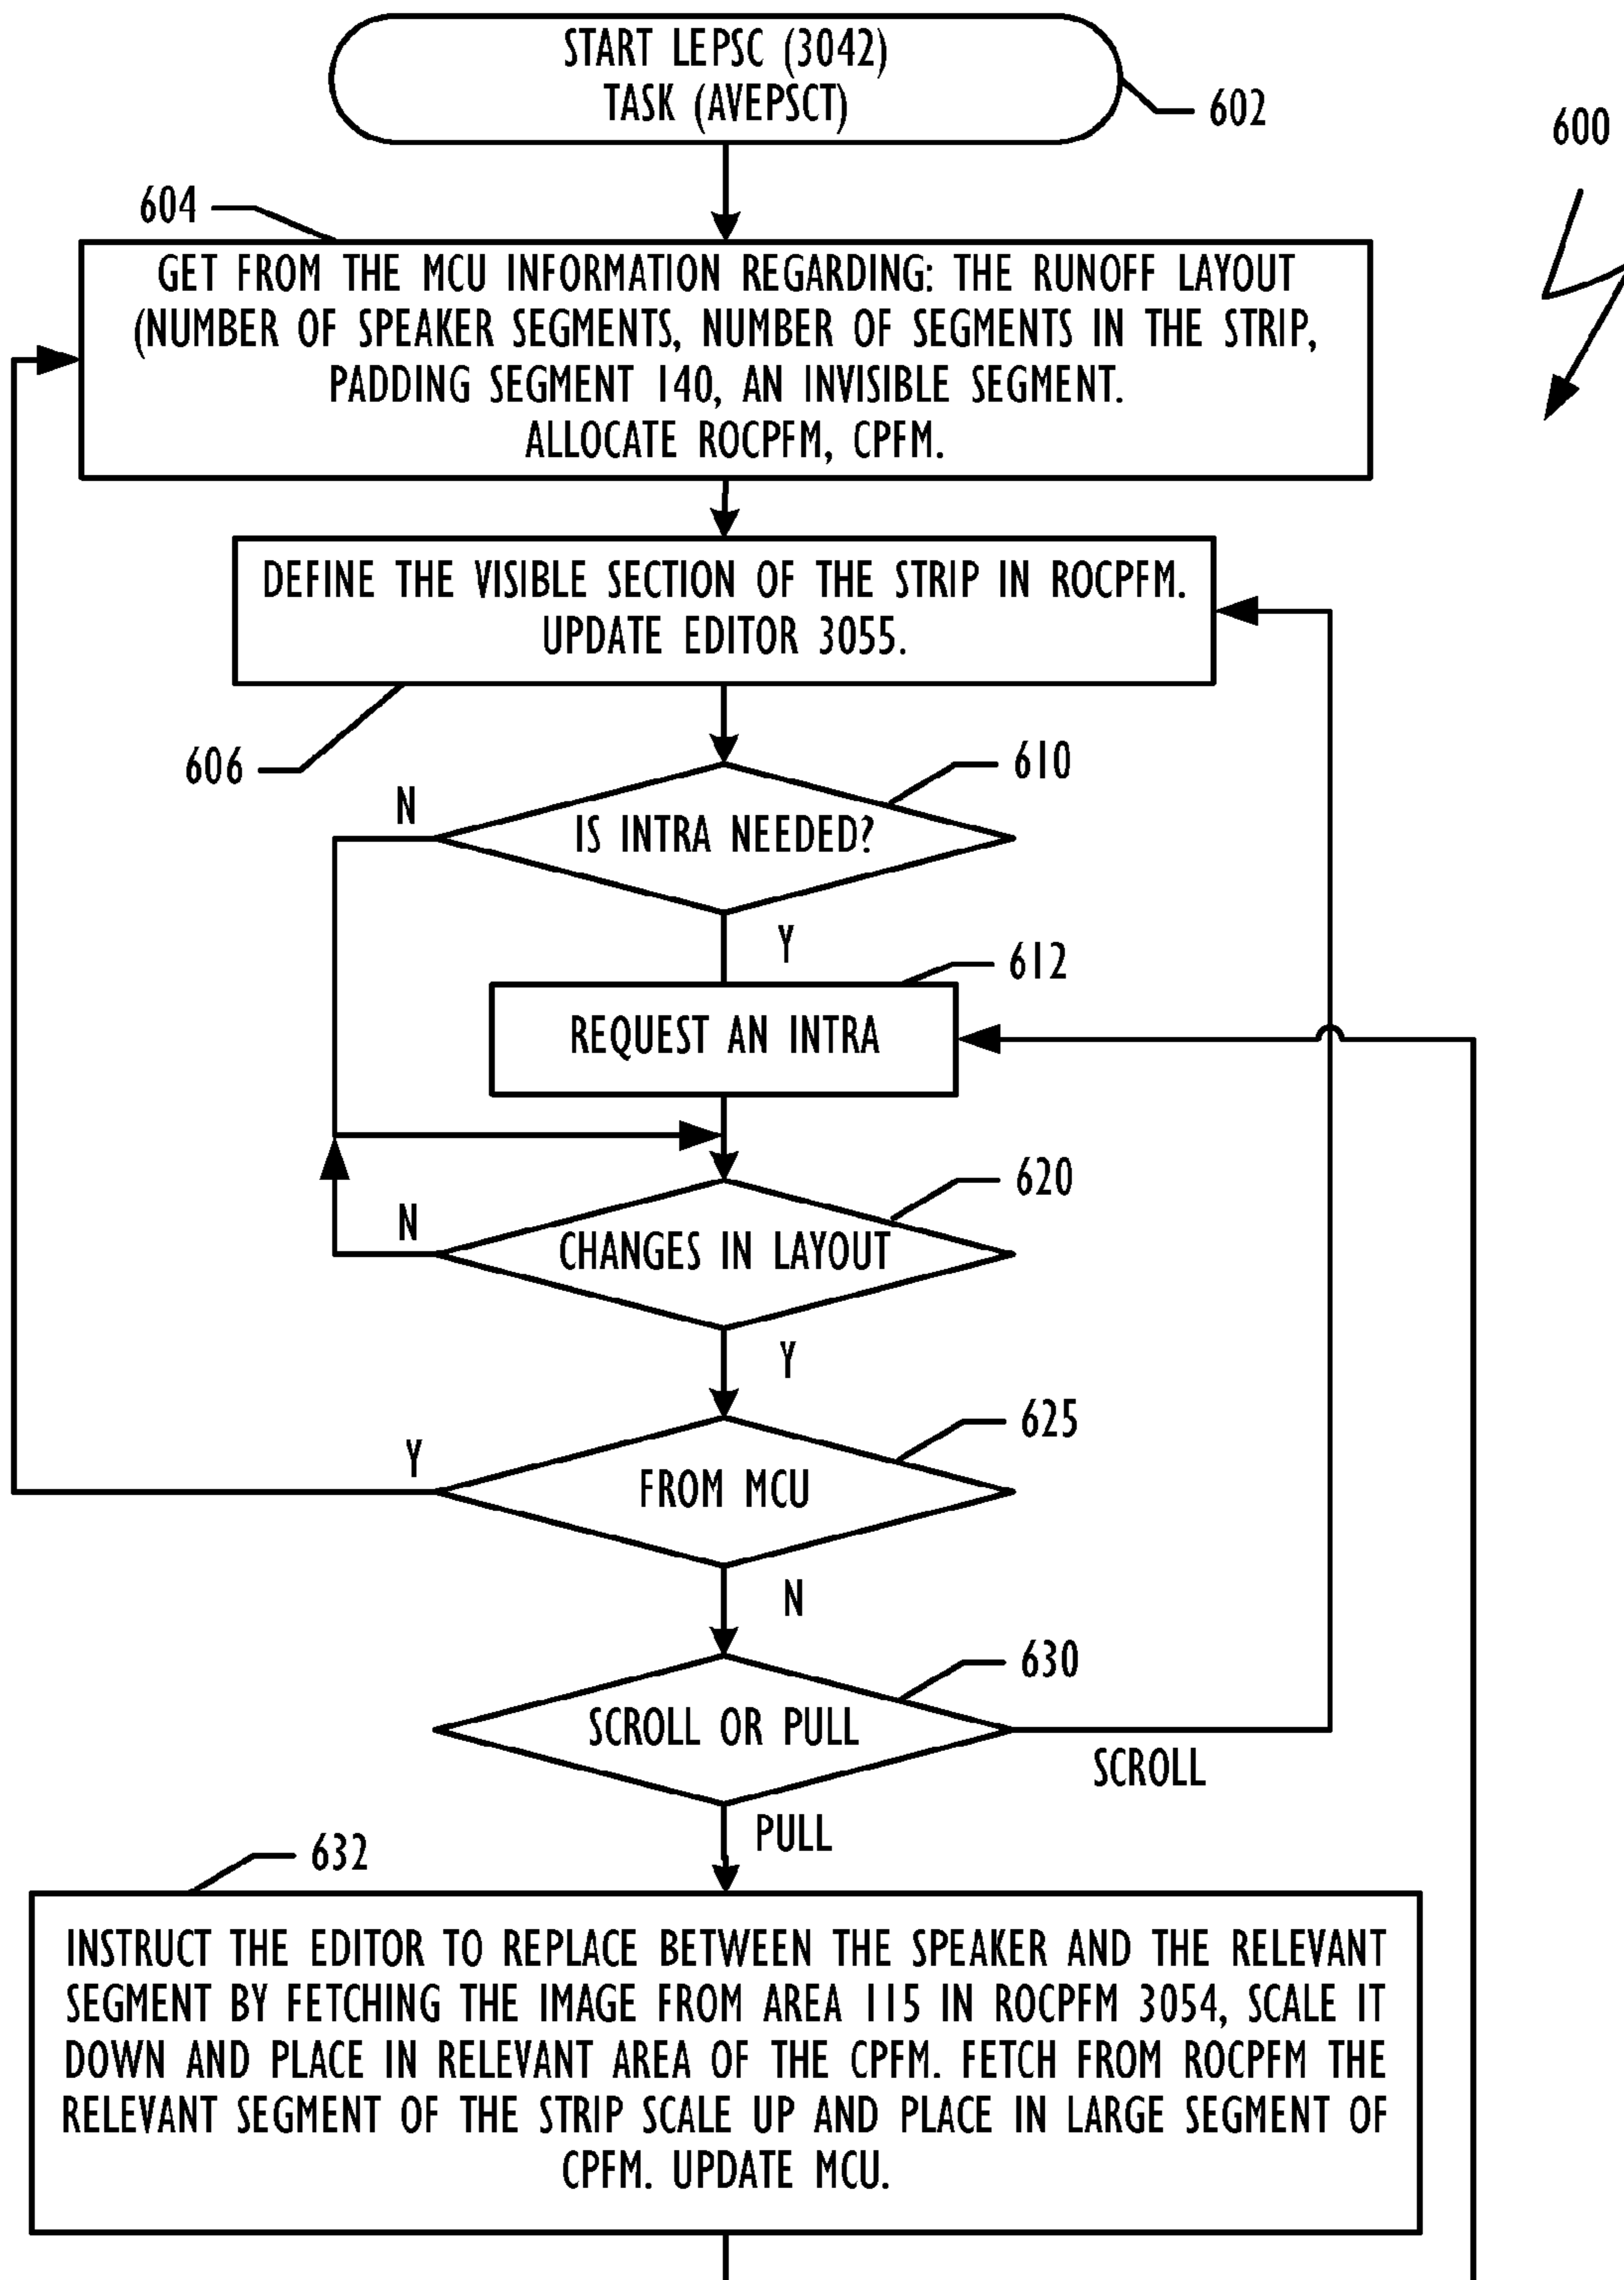 START LEPSC (3042)
TASK (AVEPSCT)
602
600
604
GET FROM THE MCU INFORMATION REGARDING: THE RUNOFF LAYOUT
(NUMBER OF SPEAKER SEGMENTS, NUMBER OF SEGMENTS IN THE STRIP,
PADDING SEGMENT 140, AN INVISIBLE SEGMENT.
ALLOCATE ROCPFM, CPFM.
DEFINE THE VISIBLE SECTION OF THE STRIP IN ROCPFM.
UPDATE EDITOR 3055.
606
610
N
IS INTRA NEEDED?
Y
612
REQUEST AN INTRA
620
N
CHANGES IN LAYOUT
Y
625
Y
FROM MCU
N
630
SCROLL OR PULL
SCROLL
PULL
632
INSTRUCT THE EDITOR TO REPLACE BETWEEN THE SPEAKER AND THE RELEVANT
SEGMENT BY FETCHING THE IMAGE FROM AREA 115 IN ROCPFM 3054, SCALE IT
DOWN AND PLACE IN RELEVANT AREA OF THE CPFM. FETCH FROM ROCPFM THE
RELEVANT SEGMENT OF THE STRIP SCALE UP AND PLACE IN LARGE SEGMENT OF
CPFM. UPDATE MCU.